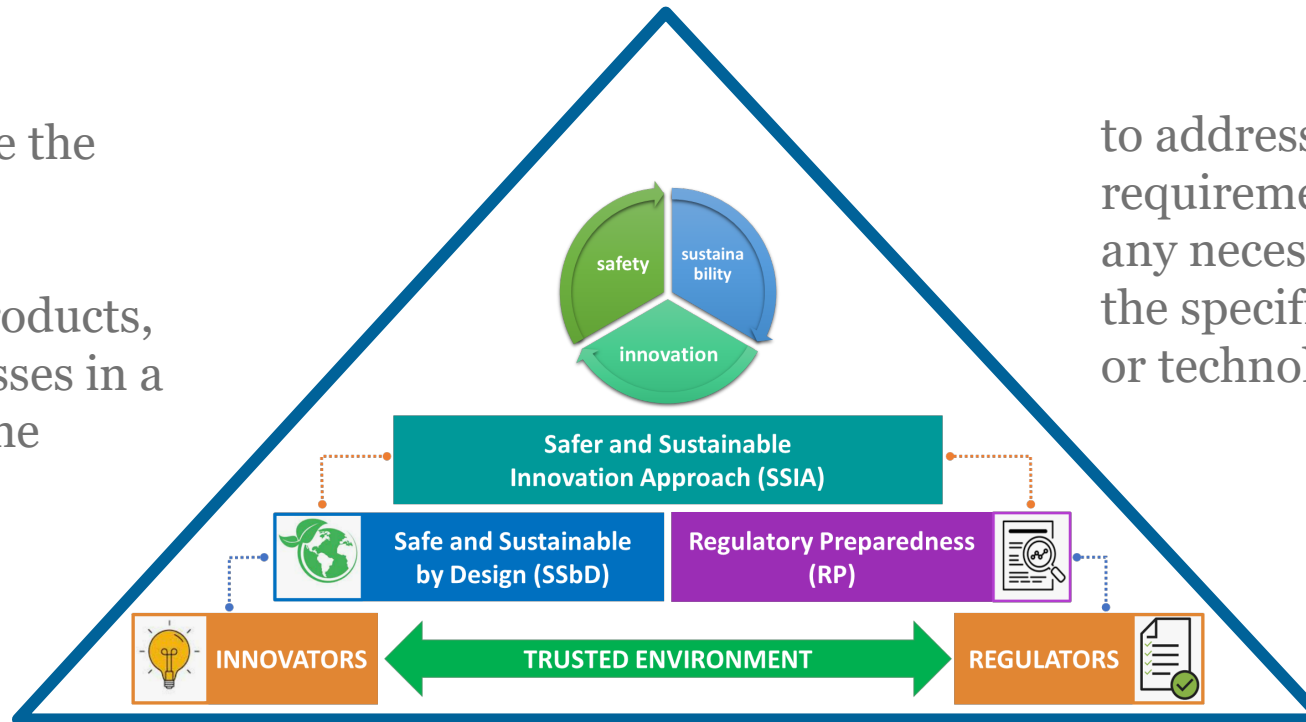 e the
roducts,
sses in a
ne
to address
requireme
any neces
the specifi
or technol
safety
sustaina
bility
innovation
Safer and Sustainable
Innovation Approach (SSIA)
Safe and Sustainable
by Design (SSbD)
Regulatory Preparedness
(RP)
INNOVATORS
TRUSTED ENVIRONMENT
REGULATORS